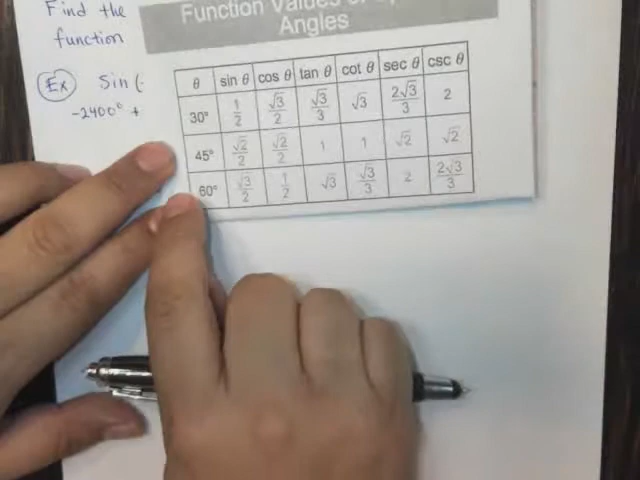 Find the
function
Ex Sin (-
-2400° +
Function Values
Angles
θ sin θ cos θ tan θ cot θ sec θ csc θ
30° 1/2 √3/2 √3/3 √3 2√3/3 2
45° √2/2 √2/2 1 1 √2 √2
60° √3/2 1/2 √3 √3/3 2 2√3/3